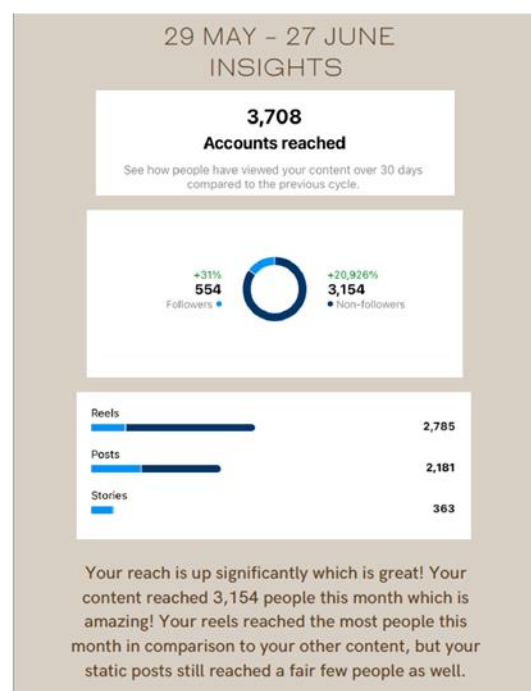 29 MAY – 27 JUNE
INSIGHTS
3,708
Accounts reached
See how people have viewed your content over 30 days
compared to the previous cycle.
+31%
554
Followers
+20,926%
3,154
Non-followers
Reels
2,785
Posts
2,181
Stories
363
Your reach is up significantly which is great! Your
content reached 3,154 people this month which is
amazing! Your reels reached the most people this
month in comparison to your other content, but your
static posts still reached a fair few people as well.